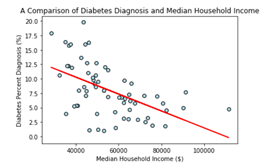 A Comparison of Diabetes Diagnosis and Median Household Income
Diabetes Percent Diagnosis (%)
20.0
17.5
15.0
12.5
10.0
7.5
5.0
2.5
0.0
40000 60000 80000 100000
Median Household Income ($)